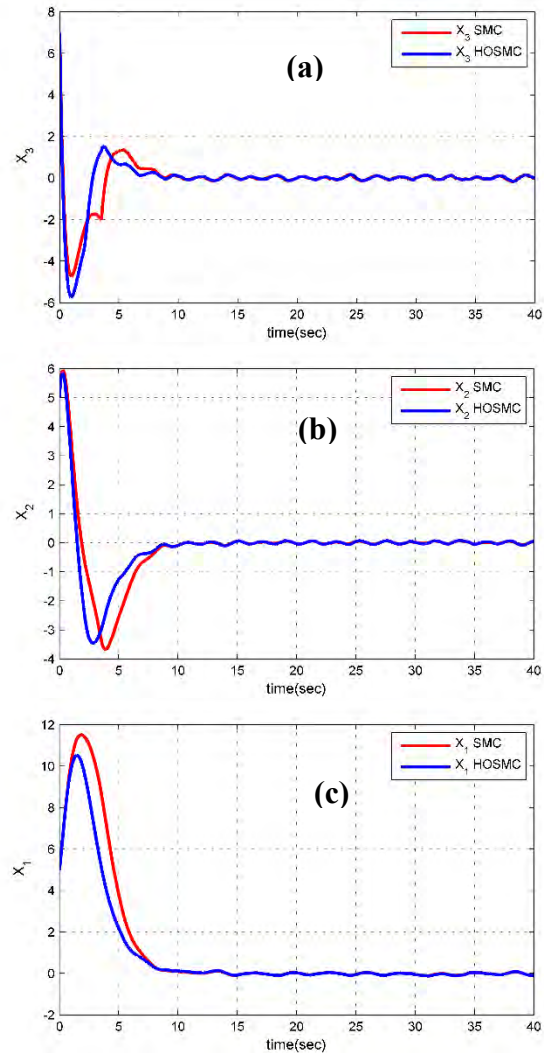 8
6
4
2
0
-2
-4
-6
X3
(a)
X3 SMC
X3 HOSMC
0 5 10 15 20 25 30 35 40
time(sec)
6
5
4
3
2
1
0
-1
-2
-3
-4
X2
(b)
X2 SMC
X2 HOSMC
0 5 10 15 20 25 30 35 40
time(sec)
12
10
8
6
4
2
0
-2
X1
(c)
X1 SMC
X1 HOSMC
0 5 10 15 20 25 30 35 40
time(sec)